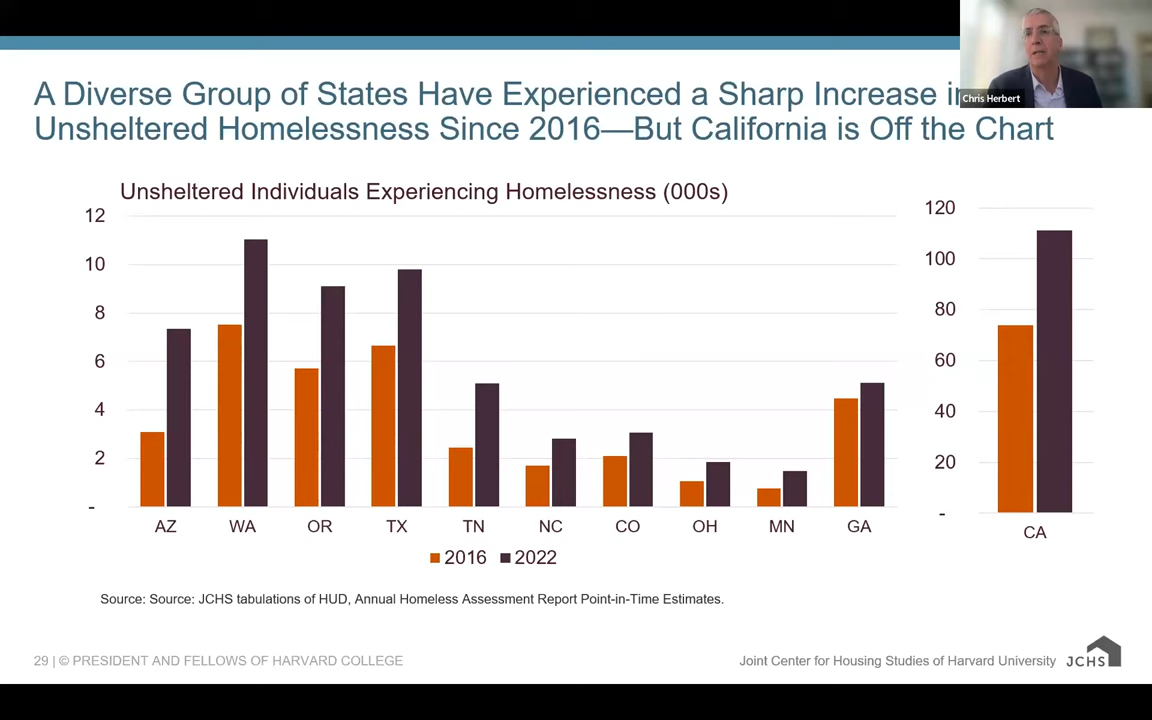 A Diverse Group of States Have Experienced a Sharp Increase in
Unsheltered Homelessness Since 2016—But California is Off the Chart
Chris Herbert
Unsheltered Individuals Experiencing Homelessness (000s)
12
10
8
6
4
2
-
AZ WA OR TX TN NC CO OH MN GA
2016 2022
120
100
80
60
40
20
-
CA
Source: Source: JCHS tabulations of HUD, Annual Homeless Assessment Report Point-in-Time Estimates.
29 | © PRESIDENT AND FELLOWS OF HARVARD COLLEGE
Joint Center for Housing Studies of Harvard University JCHS